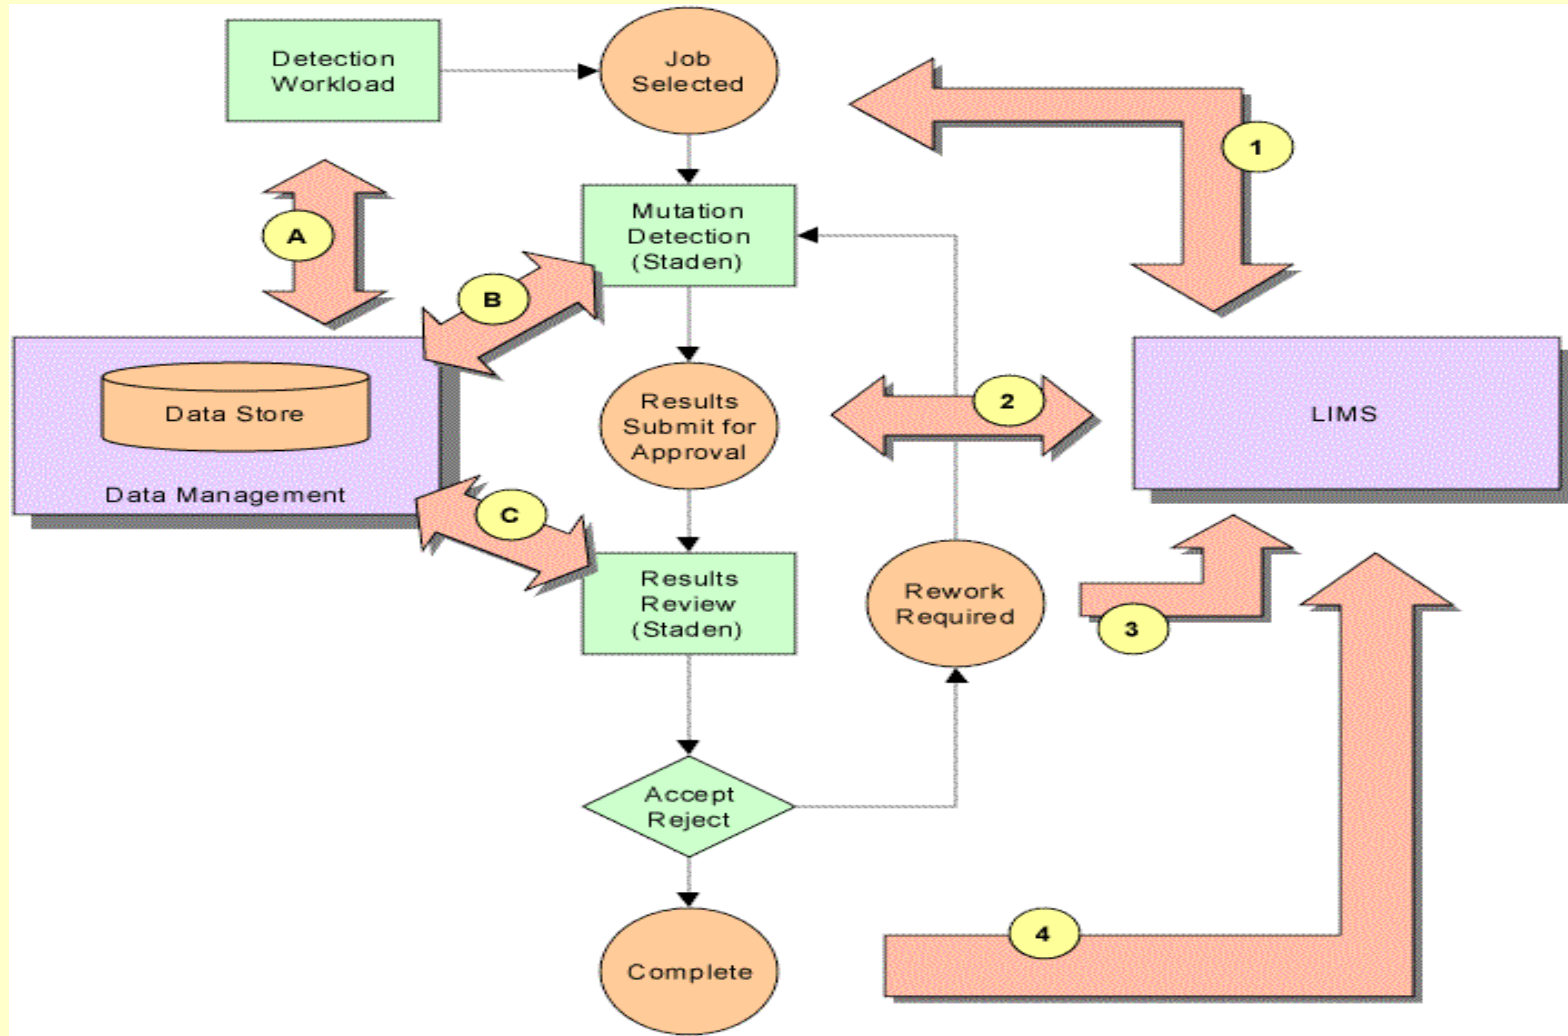 Detection
Workload
Job
Selected
1
A
Mutation
Detection
(Staden)
B
Data Store
Data Management
Results
Submit for
Approval
2
LIMS
C
Results
Review
(Staden)
Rework
Required
3
Accept
Reject
4
Complete